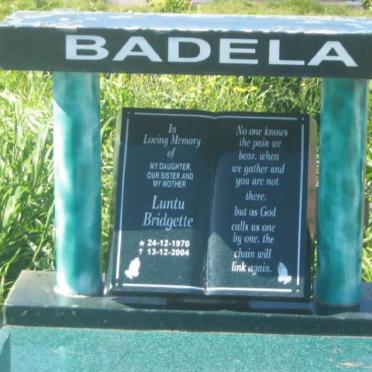 BADELA
In
Loving Memory
of
MY DAUGHTER,
OUR SISTER AND
MY MOTHER
Luntu
Bridgette
★ 24-12-1970
† 13-12-2004
No one knows
the pain we
bear, when
we gather and
you are not
there.
but as God
calls us one
by one, the
chain will
link again.